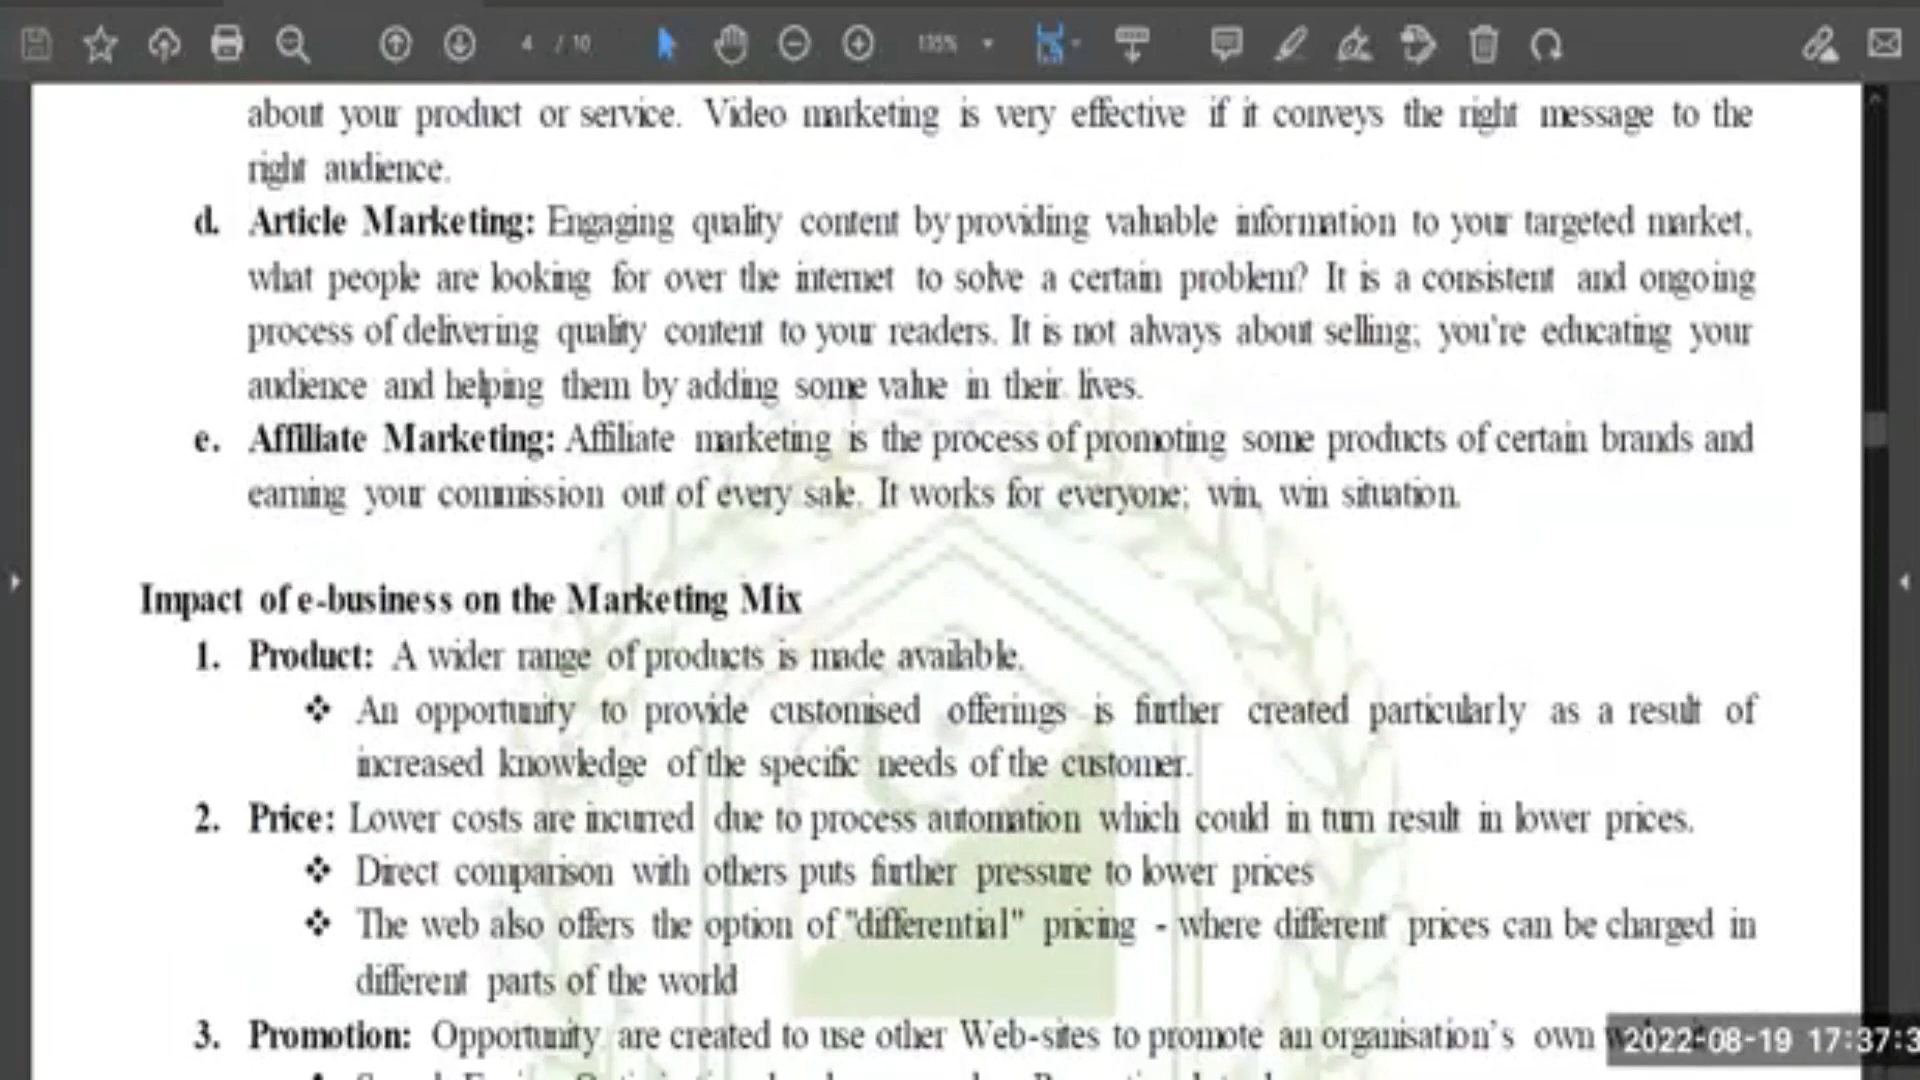 4 / 10
135%
about your product or service. Video marketing is very effective if it conveys the right message to the
right audience.
d. Article Marketing: Engaging quality content by providing valuable information to your targeted market,
what people are looking for over the internet to solve a certain problem? It is a consistent and ongoing
process of delivering quality content to your readers. It is not always about selling; you're educating your
audience and helping them by adding some value in their lives.
e. Affiliate Marketing: Affiliate marketing is the process of promoting some products of certain brands and
earning your commission out of every sale. It works for everyone; win, win situation.
Impact of e-business on the Marketing Mix
1. Product: A wider range of products is made available.
❖ An opportunity to provide customised offerings is further created particularly as a result of
increased knowledge of the specific needs of the customer.
2. Price: Lower costs are incurred due to process automation which could in turn result in lower prices.
❖ Direct comparison with others puts further pressure to lower prices
❖ The web also offers the option of "differential" pricing - where different prices can be charged in
different parts of the world
3. Promotion: Opportunity are created to use other Web-sites to promote an organisation's own
2022-08-19 17:37:3